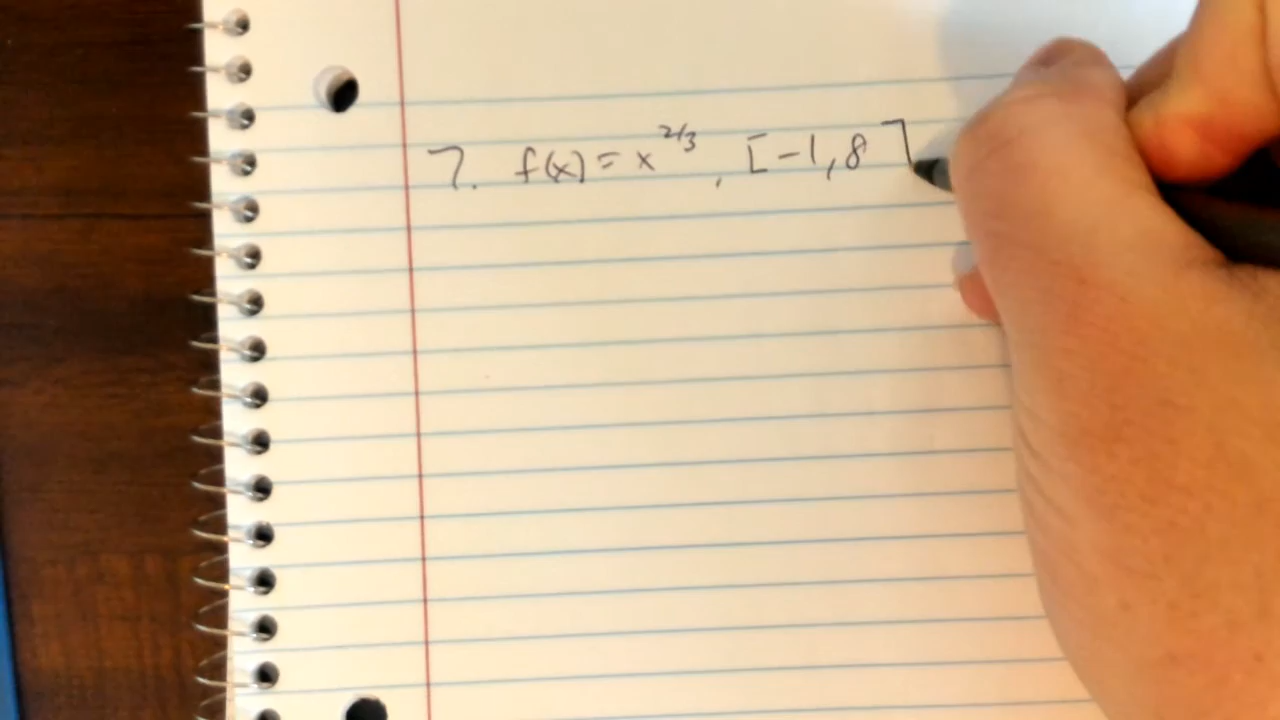 7. f(x) = x^{2/3}, [-1, 8]